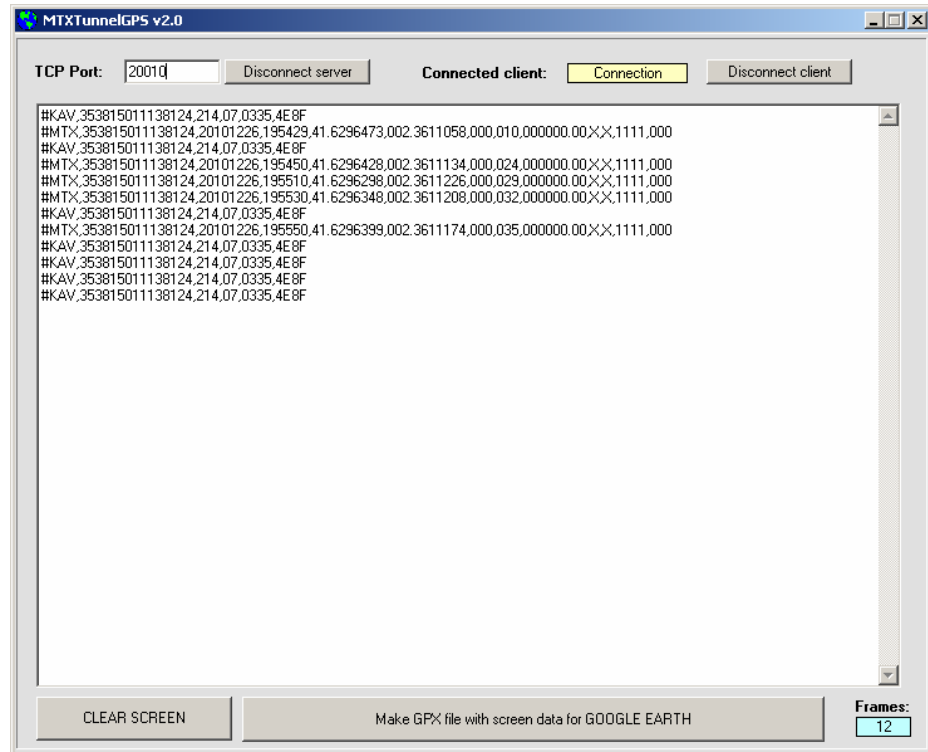 MTXTunnelGPS v2.0
TCP Port: 20010 Disconnect server Connected client: Connection Disconnect client
#KAV,353815011138124,214,07,0335,4E8F
#MTX,353815011138124,20101226,195429,41.6296473,002.3611058,000,010,000000.00,X,X,1111,000
#KAV,353815011138124,214,07,0335,4E8F
#MTX,353815011138124,20101226,195450,41.6296428,002.3611134,000,024,000000.00,X,X,1111,000
#MTX,353815011138124,20101226,195510,41.6296298,002.3611226,000,029,000000.00,X,X,1111,000
#MTX,353815011138124,20101226,195530,41.6296348,002.3611208,000,032,000000.00,X,X,1111,000
#KAV,353815011138124,214,07,0335,4E8F
#MTX,353815011138124,20101226,195550,41.6296399,002.3611174,000,035,000000.00,X,X,1111,000
#KAV,353815011138124,214,07,0335,4E8F
#KAV,353815011138124,214,07,0335,4E8F
#KAV,353815011138124,214,07,0335,4E8F
#KAV,353815011138124,214,07,0335,4E8F
CLEAR SCREEN Make GPX file with screen data for GOOGLE EARTH Frames:
12